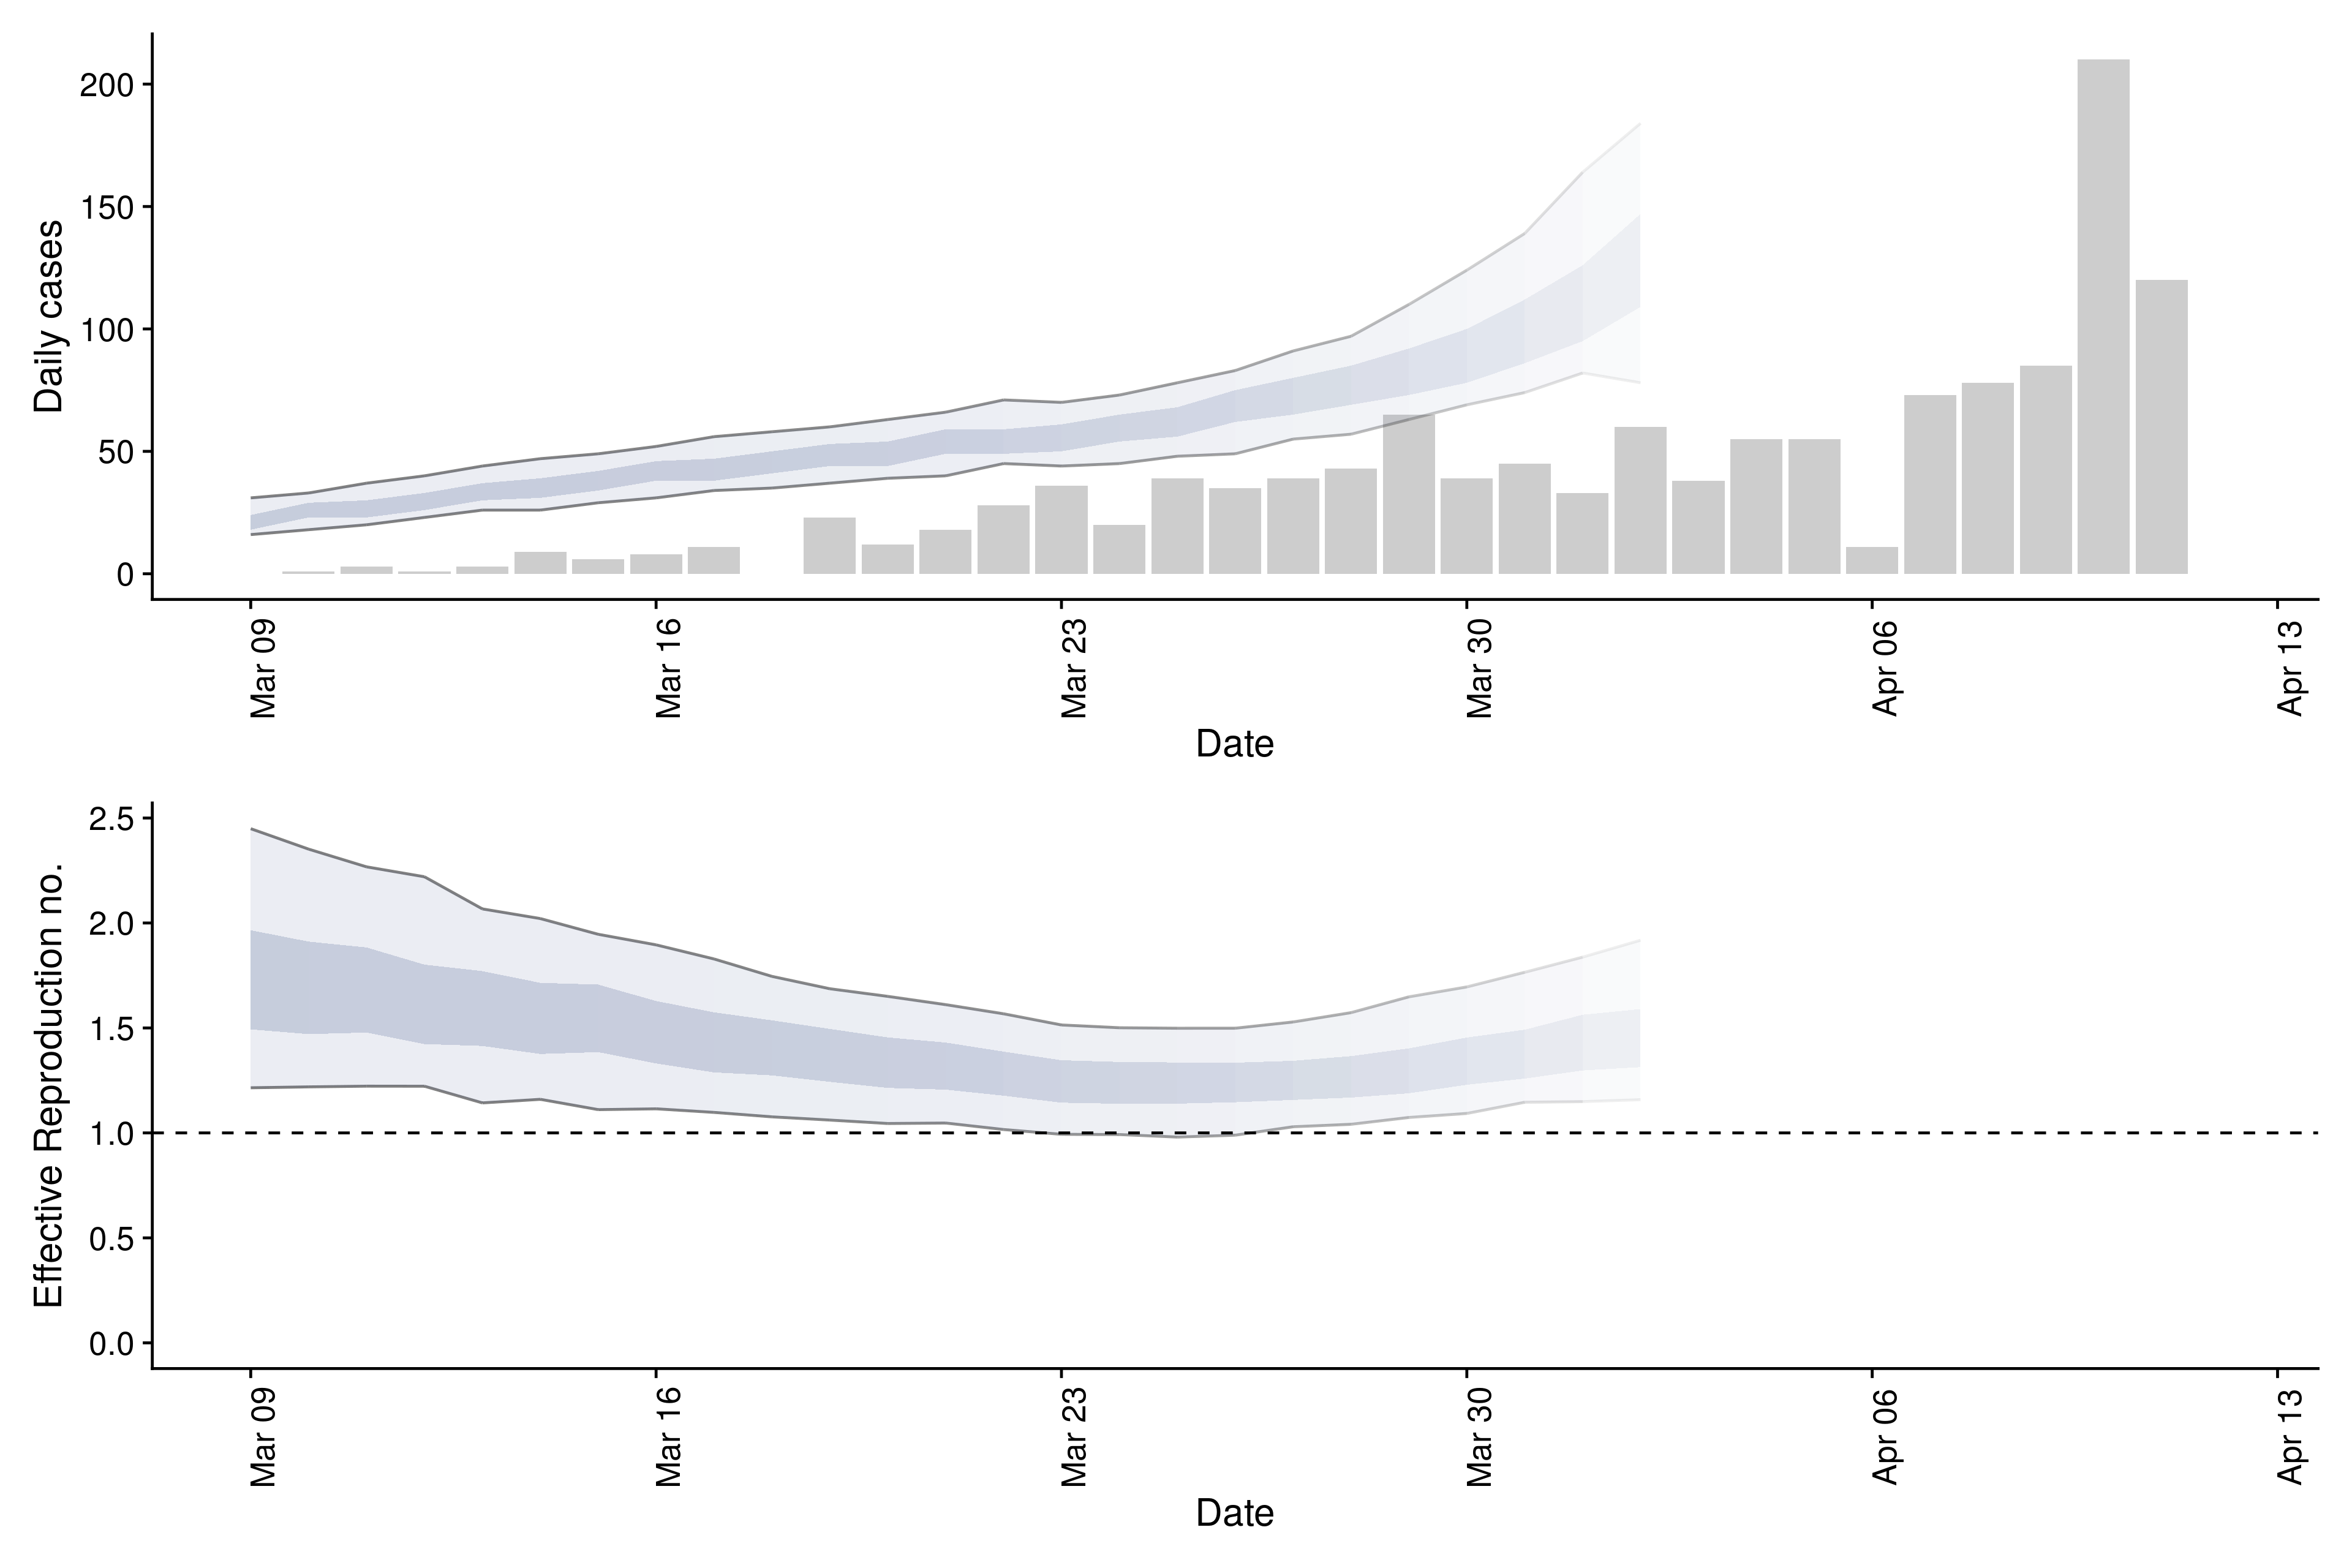 Daily cases
200
150
100
50
0
Mar 09
Mar 16
Mar 23
Mar 30
Apr 06
Apr 13
Date
Effective Reproduction no.
2.5
2.0
1.5
1.0
0.5
0.0
Mar 09
Mar 16
Mar 23
Mar 30
Apr 06
Apr 13
Date